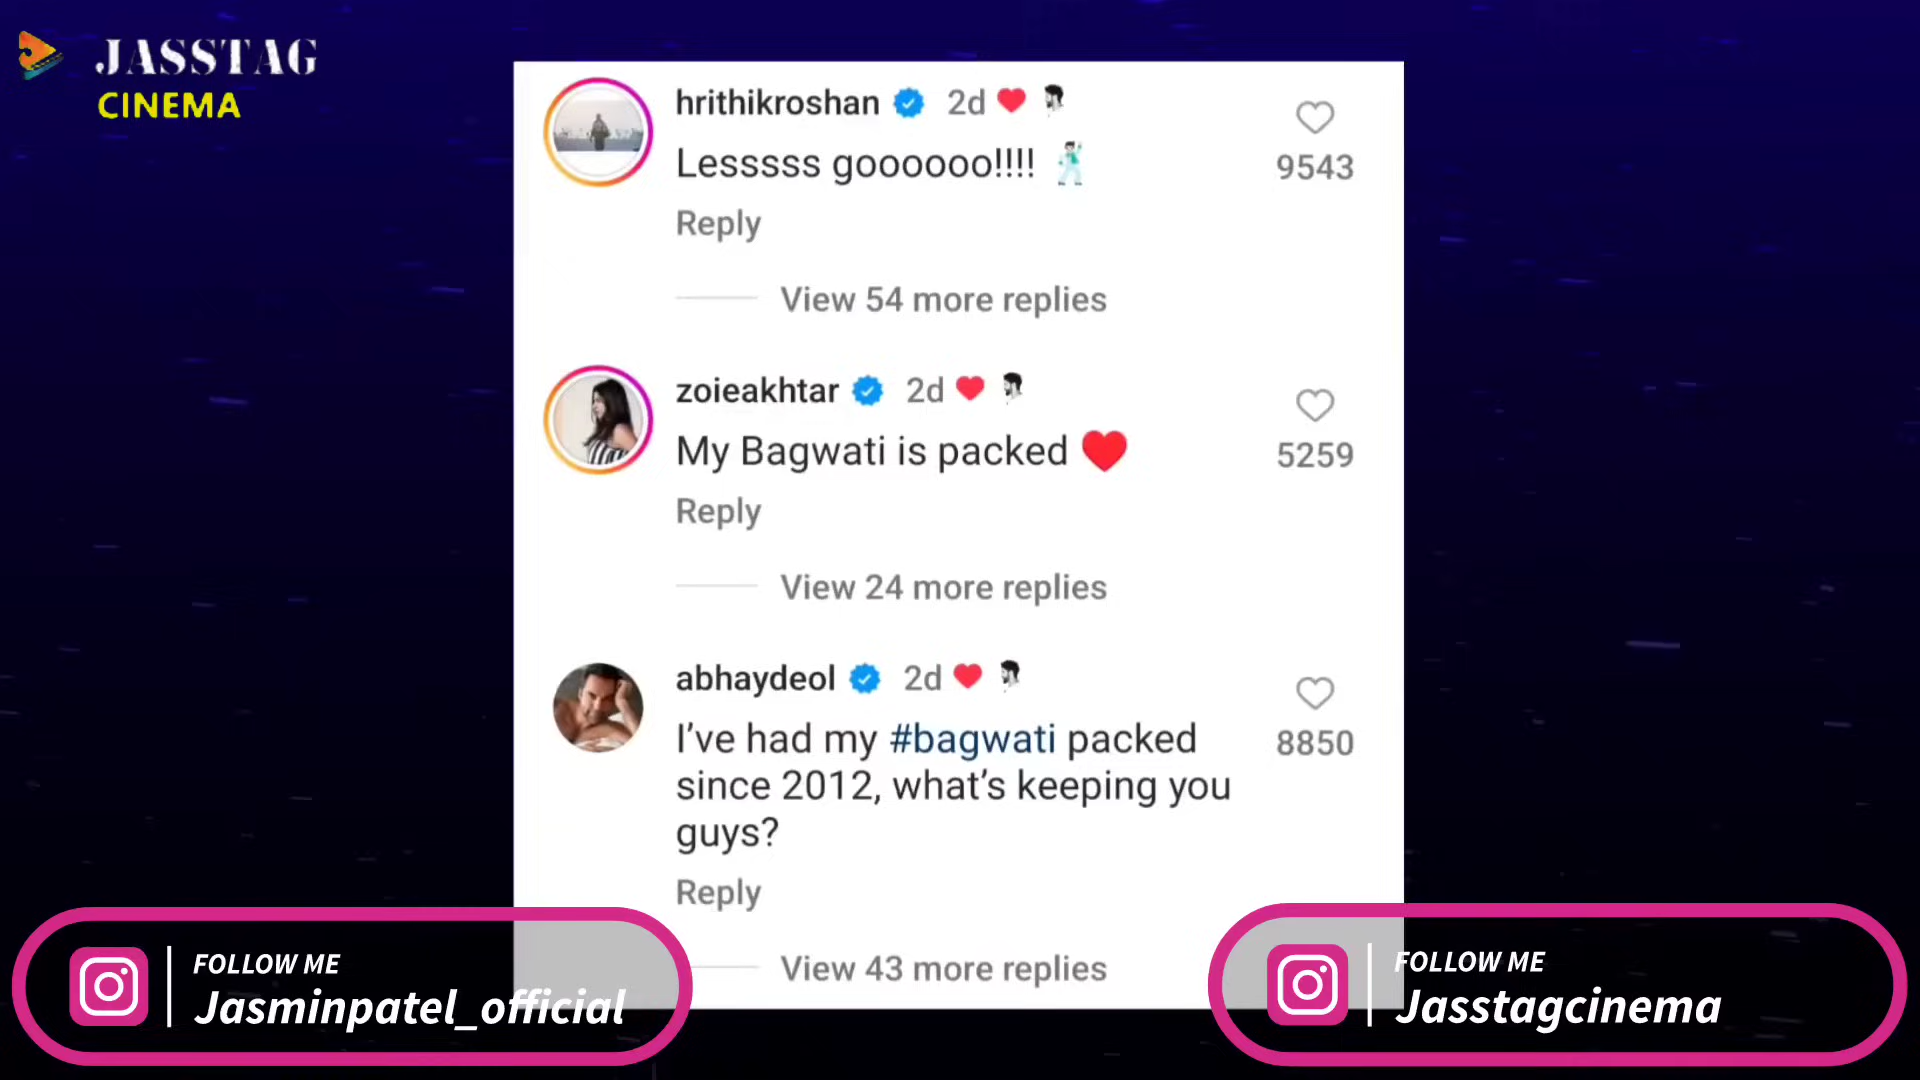 JASSTAG
CINEMA
hrithikroshan 2d
Lesssss goooooo!!!!
9543
Reply
View 54 more replies
zoieakhtar 2d
My Bagwati is packed
5259
Reply
View 24 more replies
abhaydeol 2d
I’ve had my #bagwati packed
since 2012, what’s keeping you
guys?
8850
Reply
View 43 more replies
FOLLOW ME
Jasminpatel_official
FOLLOW ME
Jasstagcinema